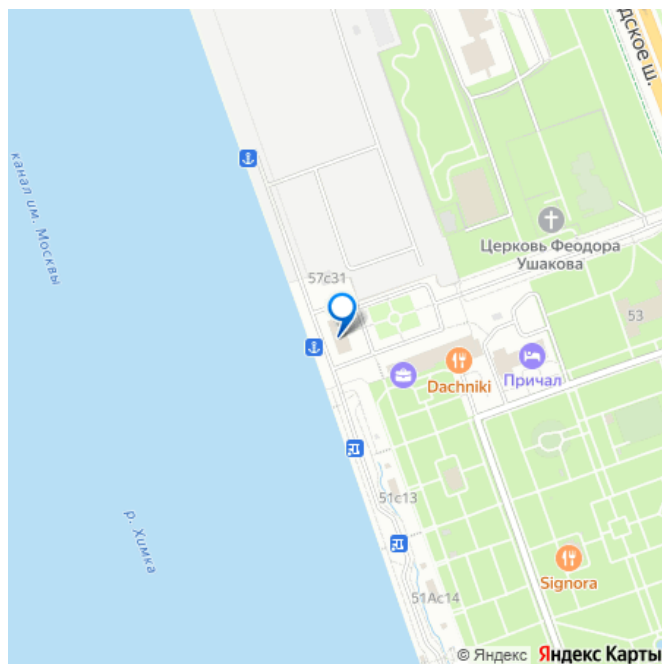 дское ш.
канал им. Москвы
Церковь Феодора
Ушакова
57с31
53
Dachniki
Причал
51с13
р. Химка
Signora
51Ас14
© Яндекс Яндекс Карты